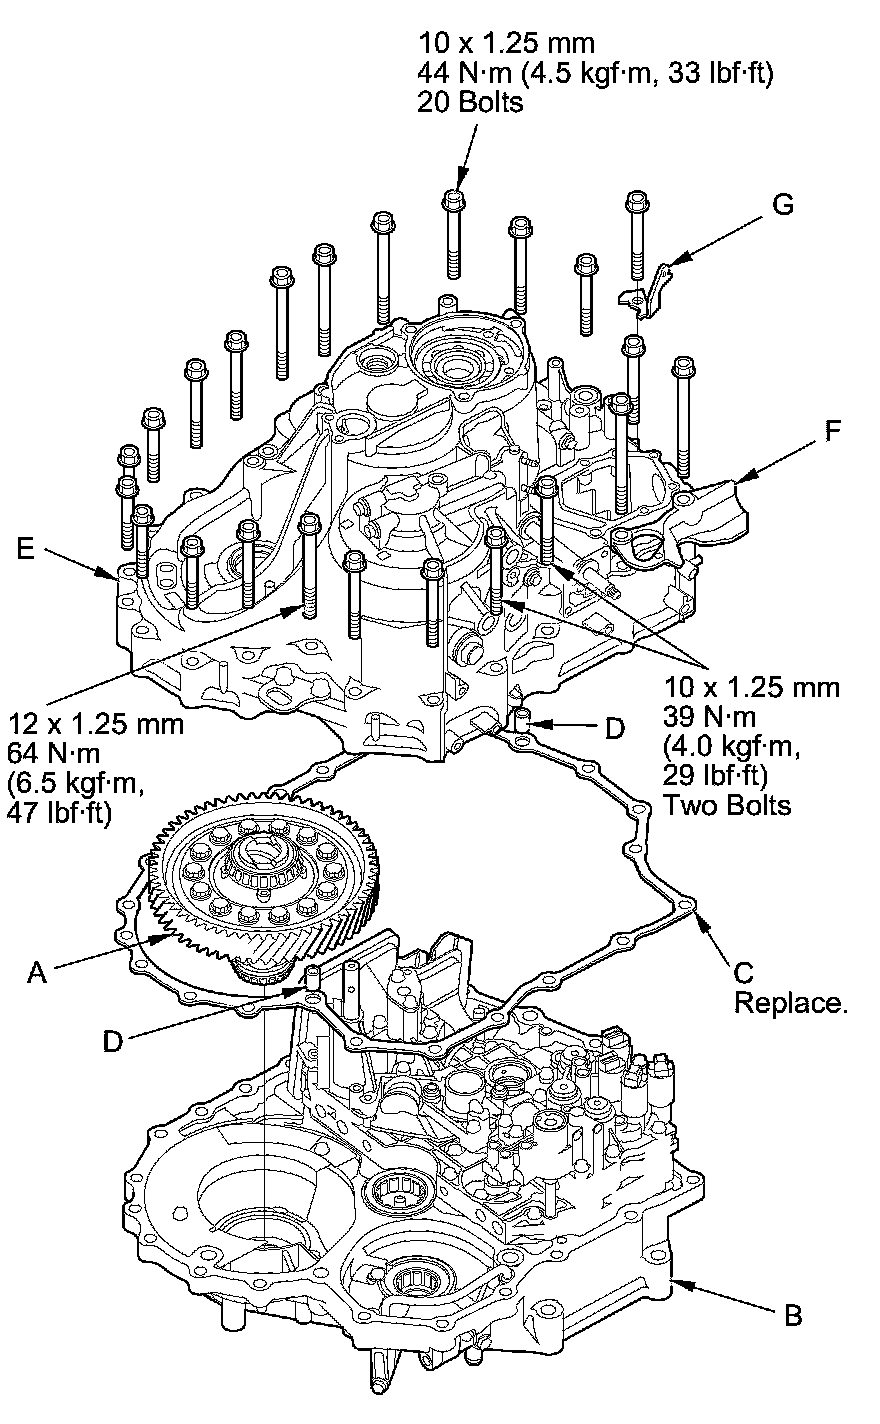 10 x 1.25 mm
44 N·m (4.5 kgf·m, 33 lbf·ft)
20 Bolts
G
F
E
12 x 1.25 mm
64 N·m
(6.5 kgf·m,
47 lbf·ft)
10 x 1.25 mm
39 N·m
(4.0 kgf·m,
29 lbf·ft)
Two Bolts
D
A
C
Replace.
D
B